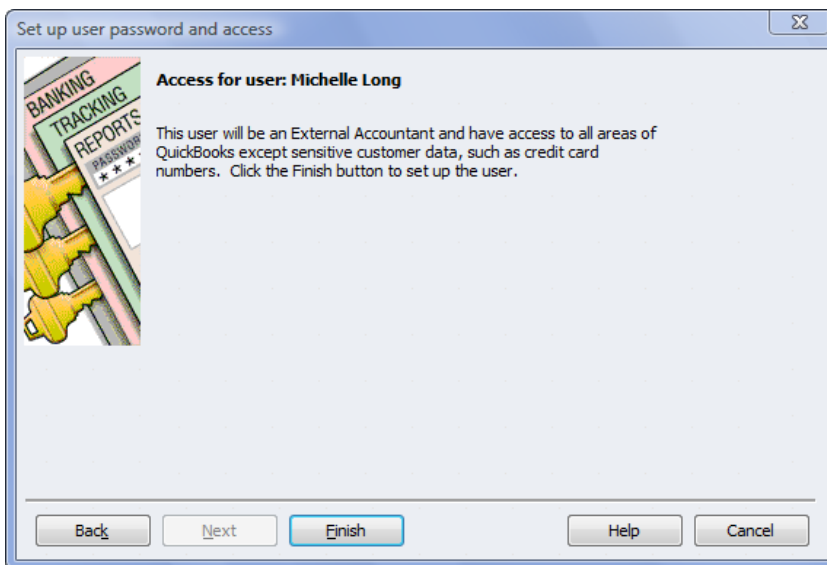 Set up user password and access
BANKING
TRACKING
REPORTS
PASSWOR
****
Access for user: Michelle Long
This user will be an External Accountant and have access to all areas of
QuickBooks except sensitive customer data, such as credit card
numbers. Click the Finish button to set up the user.
Back
Next
Finish
Help
Cancel